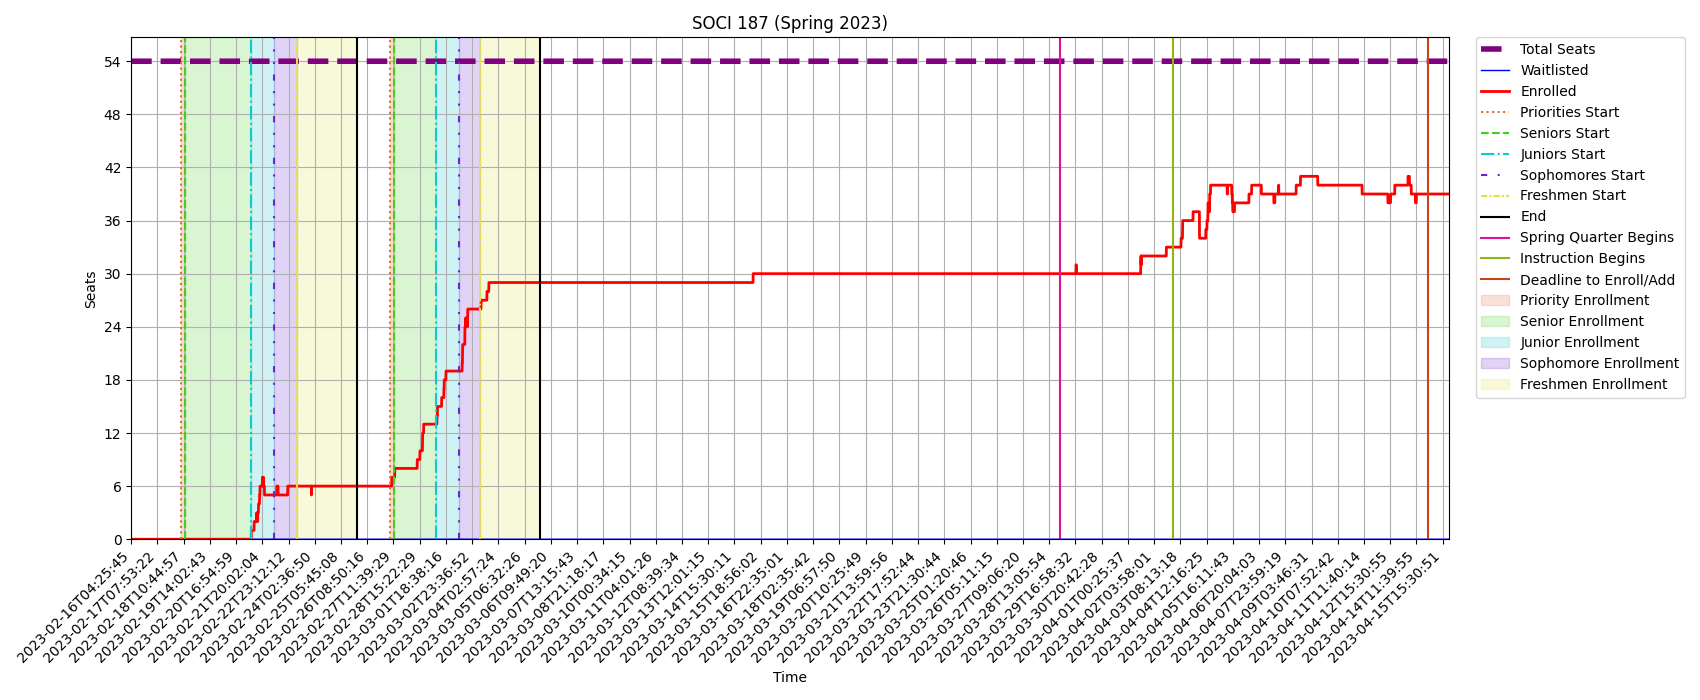 SOCI 187 (Spring 2023)
Seats
54
48
42
36
30
24
18
12
6
0
2023-02-16T04:25:45
2023-02-17T07:53:22
2023-02-18T10:44:57
2023-02-19T14:02:43
2023-02-20T16:54:59
2023-02-21T20:02:04
2023-02-22T23:12:12
2023-02-24T02:36:50
2023-02-25T05:45:08
2023-02-26T08:50:16
2023-02-27T11:39:29
2023-02-28T15:22:29
2023-03-01T18:38:16
2023-03-02T23:36:52
2023-03-04T02:57:24
2023-03-05T06:32:26
2023-03-06T09:49:20
2023-03-07T13:15:43
2023-03-08T21:18:17
2023-03-10T00:34:15
2023-03-11T04:01:26
2023-03-12T08:39:34
2023-03-13T12:01:15
2023-03-14T15:30:11
2023-03-15T18:56:02
2023-03-16T22:35:01
2023-03-18T02:35:42
2023-03-19T06:57:50
2023-03-20T10:25:49
2023-03-21T13:59:56
2023-03-22T17:52:44
2023-03-23T21:30:44
2023-03-25T01:20:46
2023-03-26T05:11:15
2023-03-27T09:06:20
2023-03-28T13:05:54
2023-03-29T16:58:32
2023-03-30T20:42:28
2023-04-01T00:25:37
2023-04-02T03:58:01
2023-04-03T08:13:18
2023-04-04T12:16:25
2023-04-05T16:11:43
2023-04-06T20:04:03
2023-04-07T23:59:19
2023-04-09T03:46:31
2023-04-10T07:52:42
2023-04-11T11:40:14
2023-04-12T15:30:55
2023-04-14T11:39:55
2023-04-15T15:30:51
Time
Total Seats
Waitlisted
Enrolled
Priorities Start
Seniors Start
Juniors Start
Sophomores Start
Freshmen Start
End
Spring Quarter Begins
Instruction Begins
Deadline to Enroll/Add
Priority Enrollment
Senior Enrollment
Junior Enrollment
Sophomore Enrollment
Freshmen Enrollment